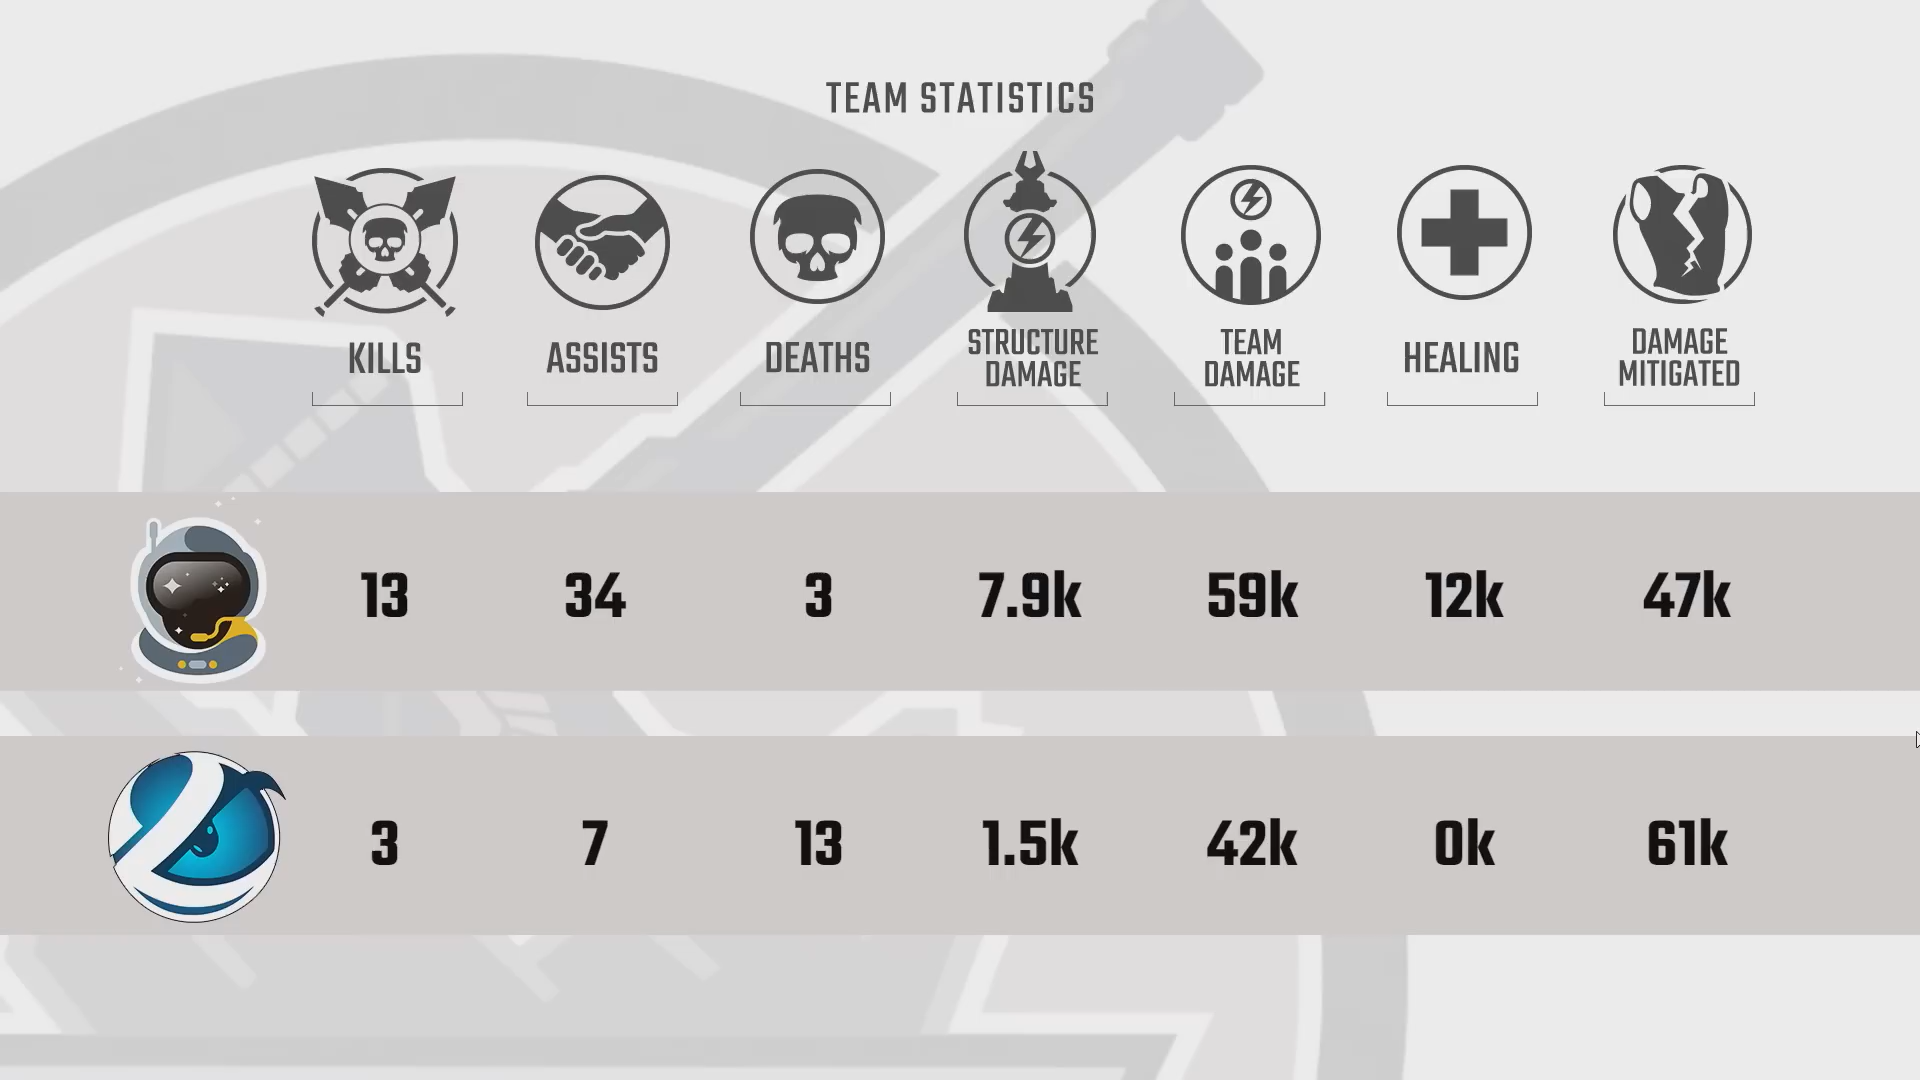 TEAM STATISTICS
KILLS
ASSISTS
DEATHS
STRUCTURE
DAMAGE
TEAM
DAMAGE
HEALING
DAMAGE
MITIGATED
13 34 3 7.9k 59k 12k 47k
3 7 13 1.5k 42k 0k 61k